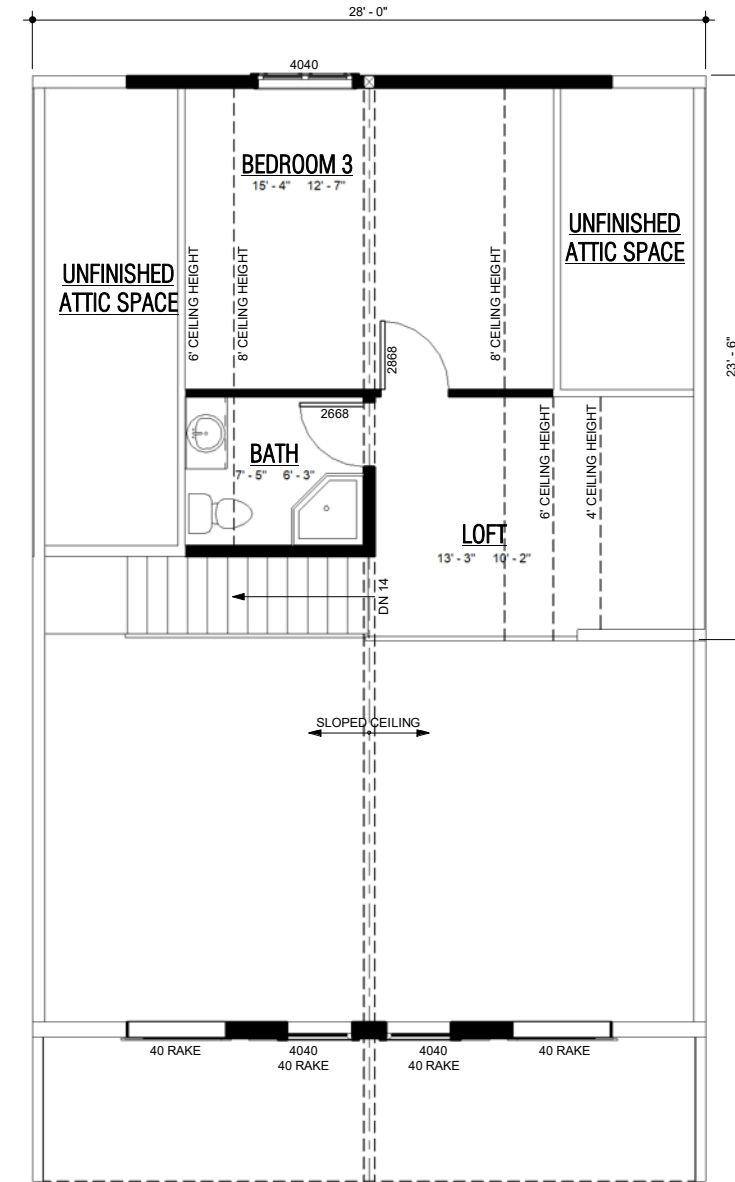 28' - 0"
4040
BEDROOM 3
15' - 4" 12' - 7"
UNFINISHED
ATTIC SPACE
UNFINISHED
ATTIC SPACE
6' CEILING HEIGHT
8' CEILING HEIGHT
8' CEILING HEIGHT
23' - 6"
2868
2668
BATH
7' - 5" 6' - 3"
6' CEILING HEIGHT
4' CEILING HEIGHT
LOFT
13' - 3" 10' - 2"
DN 14
SLOPED CEILING
40 RAKE
4040
40 RAKE
4040
40 RAKE
40 RAKE